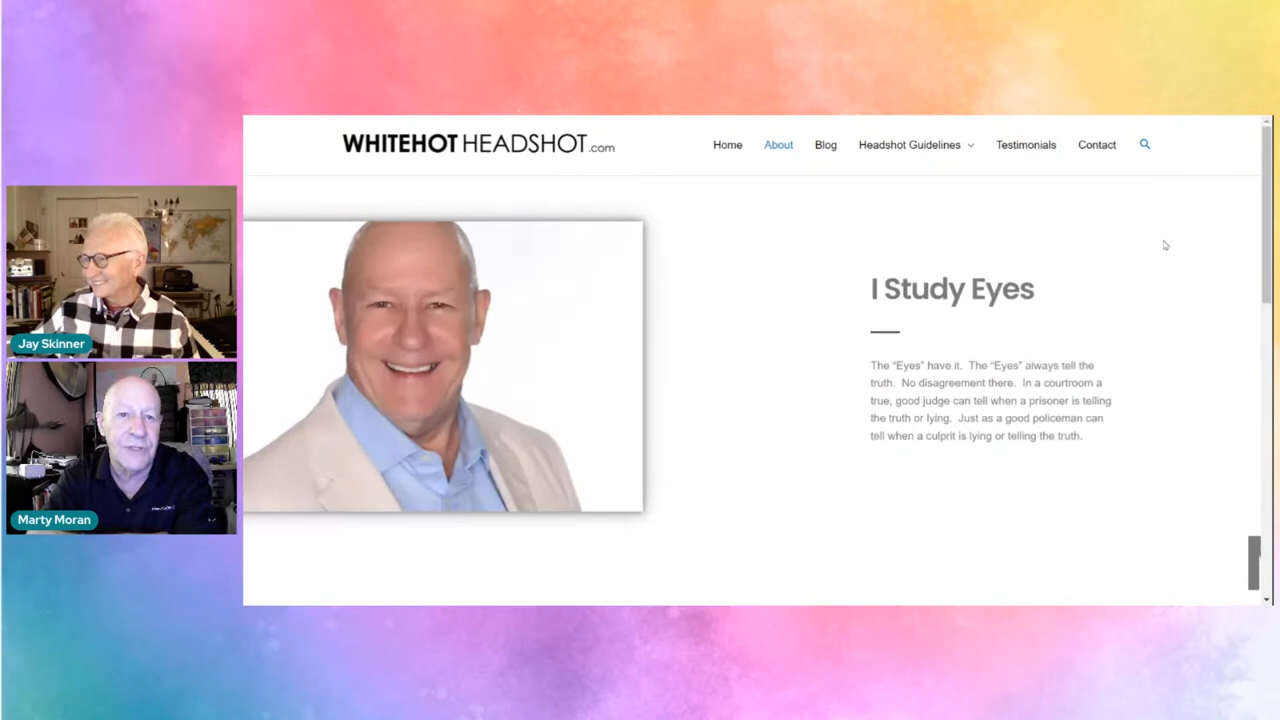 WHITEHOT HEADSHOT.com
Home About Blog Headshot Guidelines Testimonials Contact
Jay Skinner
Marty Moran
I Study Eyes
The “Eyes” have it. The “Eyes” always tell the
truth. No disagreement there. In a courtroom a
true, good judge can tell when a prisoner is telling
the truth or lying. Just as a good policeman can
tell when a culprit is lying or telling the truth.